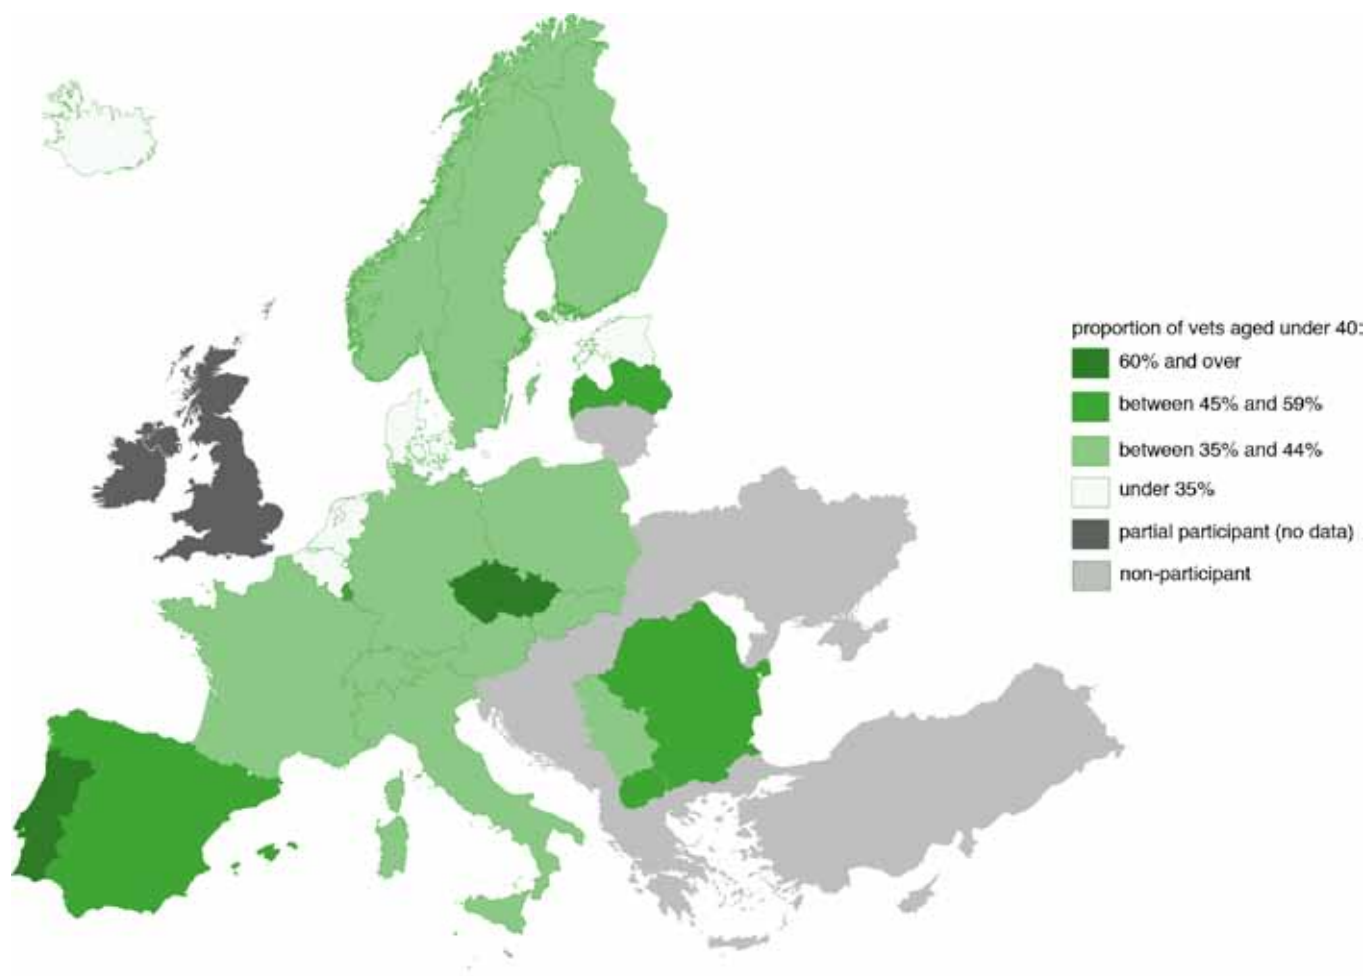 proportion of vets aged under 40:
60% and over
between 45% and 59%
between 35% and 44%
under 35%
partial participant (no data)
non-participant